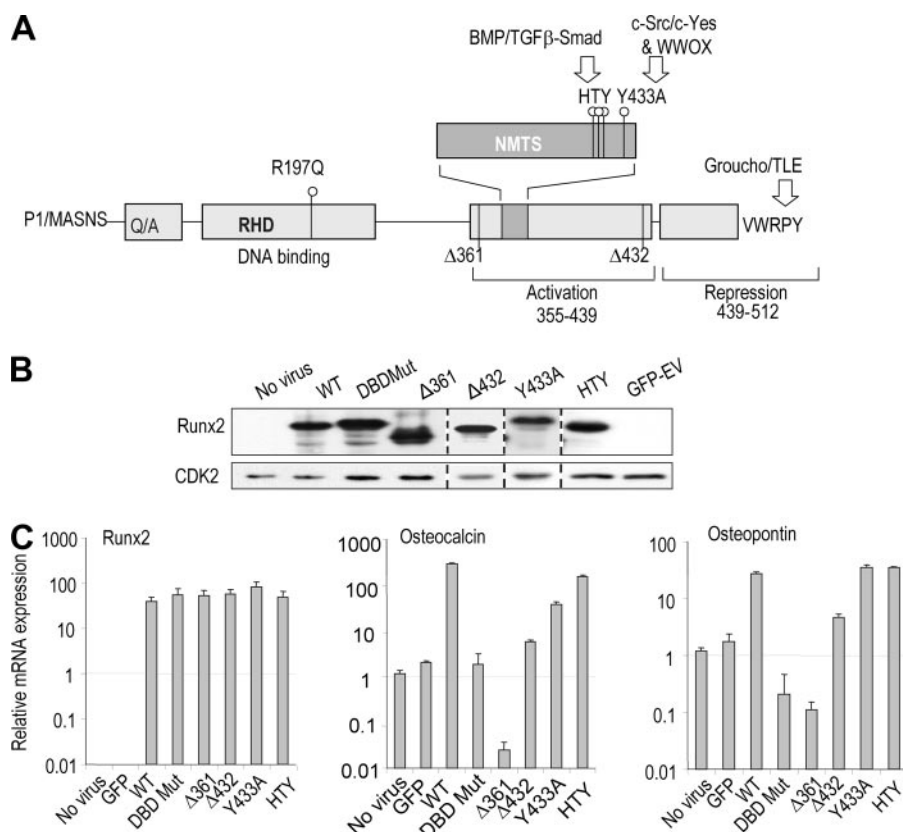 A
BMP/TGFβ-Smad
c-Src/c-Yes
& WWOX
HTY Y433A
NMTS
R197Q
Groucho/TLE
P1/MASNS
Q/A
RHD
VWRPY
DNA binding
Δ361
Δ432
Activation
355-439
Repression
439-512
B
No virus WT DBDMut Δ361 Δ432 Y433A HTY GFP-EV
Runx2
CDK2
C
Relative mRNA expression
Runx2
1000
100
10
1
0.1
0.01
No virus GFP WT DBD Mut Δ361 Δ432 Y433A HTY
Osteocalcin
1000
100
10
1
0.1
0.01
No virus GFP WT DBD Mut Δ361 Δ432 Y433A HTY
Osteopontin
100
10
1
0.1
0.01
No virus GFP WT DBD Mut Δ361 Δ432 Y433A HTY